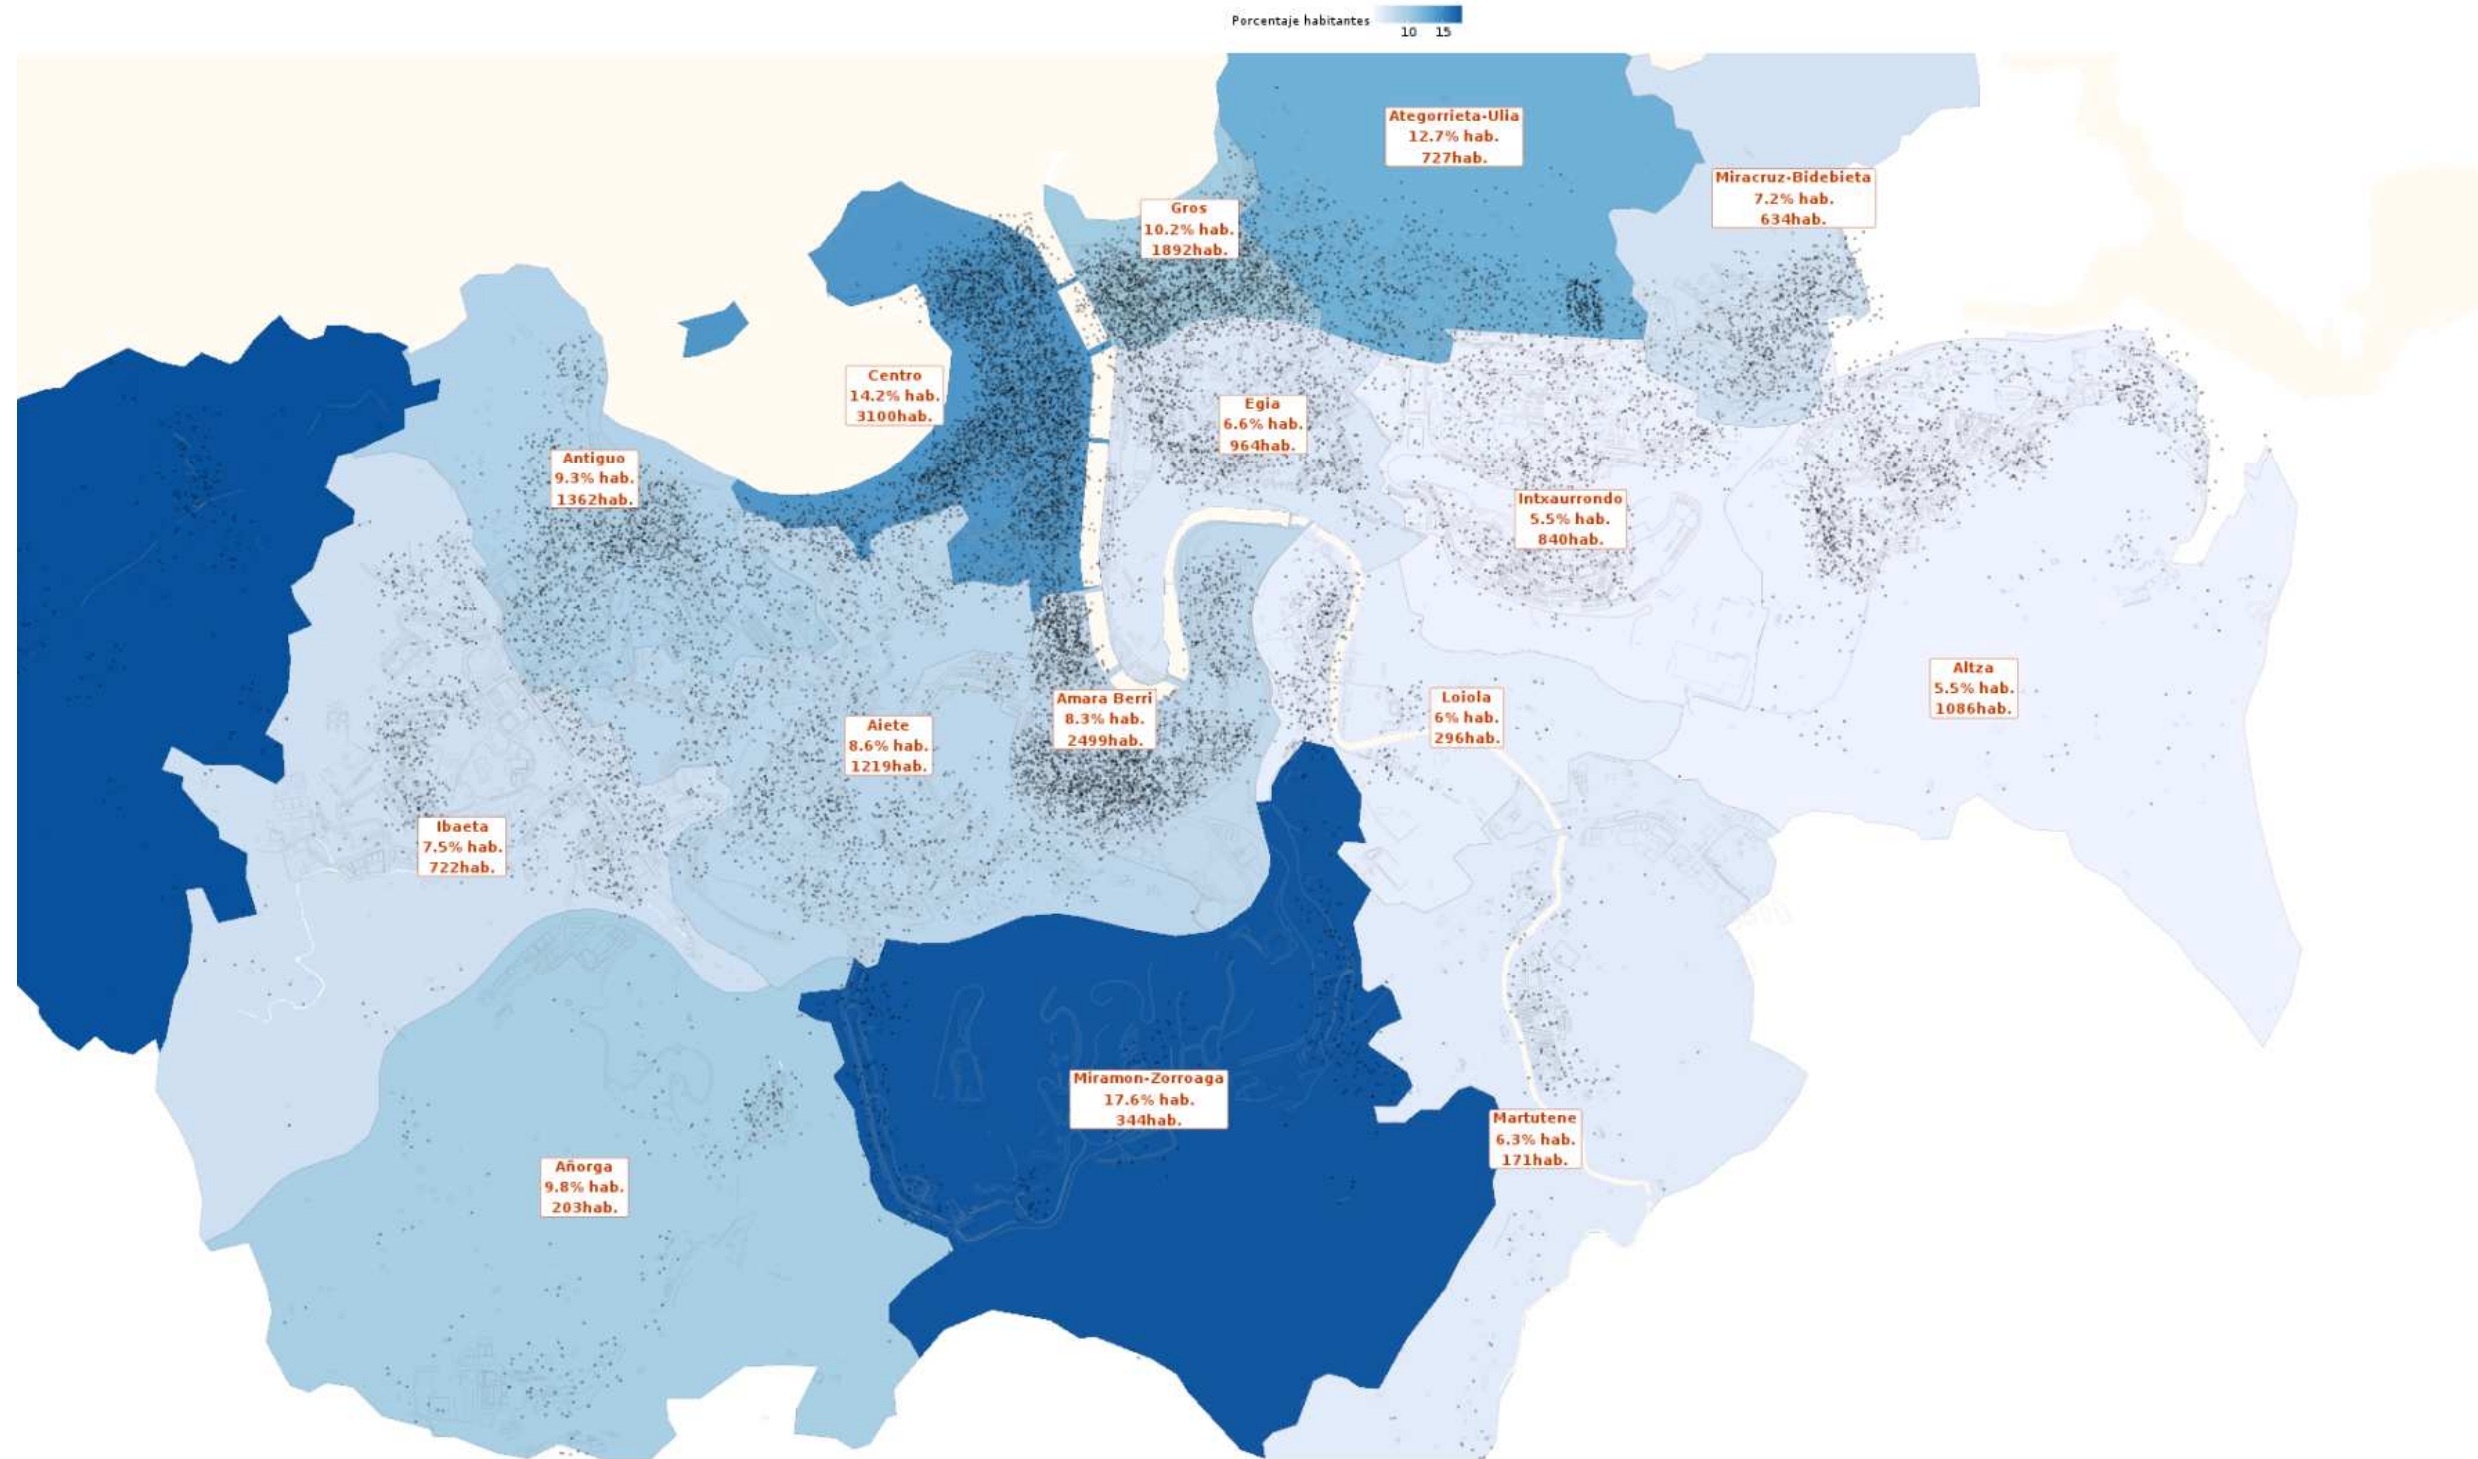 Porcentaje habitantes
10 15
Ategorrieta-Ulia
12.7% hab.
727hab.
Miracruz-Bidebieta
7.2% hab.
634hab.
Gros
10.2% hab.
1892hab.
Centro
14.2% hab.
3100hab.
Egia
6.6% hab.
964hab.
Antiguo
9.3% hab.
1362hab.
Intxaurrondo
5.5% hab.
840hab.
Altza
5.5% hab.
1086hab.
Amara Berri
8.3% hab.
2499hab.
Loiola
6% hab.
296hab.
Aiete
8.6% hab.
1219hab.
Ibaeta
7.5% hab.
722hab.
Miramon-Zorroaga
17.6% hab.
344hab.
Martutene
6.3% hab.
171hab.
Añorga
9.8% hab.
203hab.